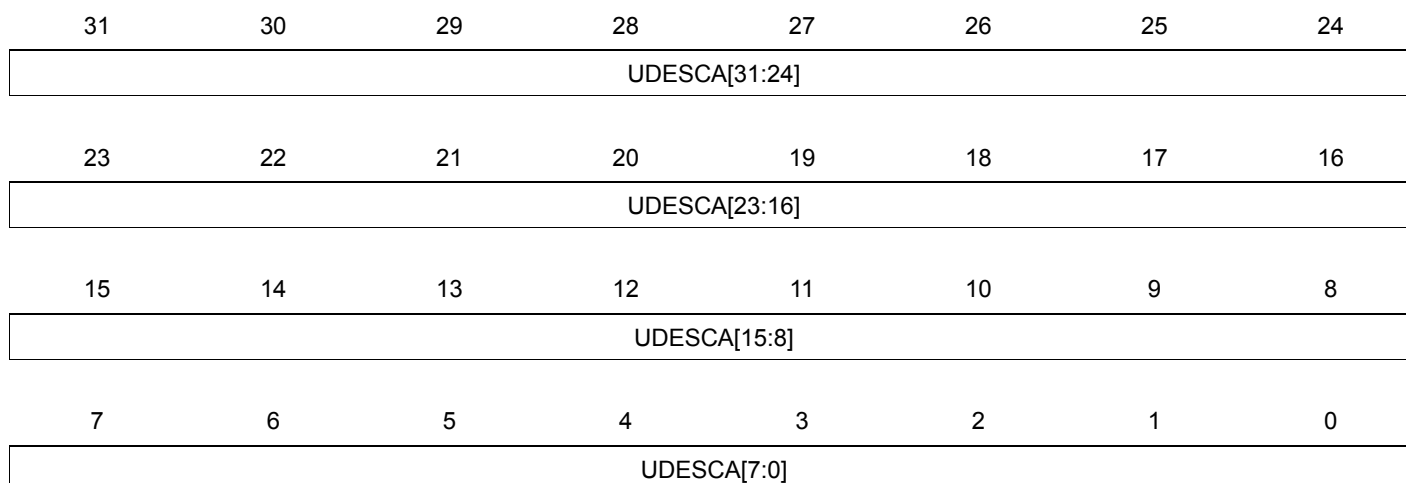 31 30 29 28 27 26 25 24
UDESCA[31:24]
23 22 21 20 19 18 17 16
UDESCA[23:16]
15 14 13 12 11 10 9 8
UDESCA[15:8]
7 6 5 4 3 2 1 0
UDESCA[7:0]